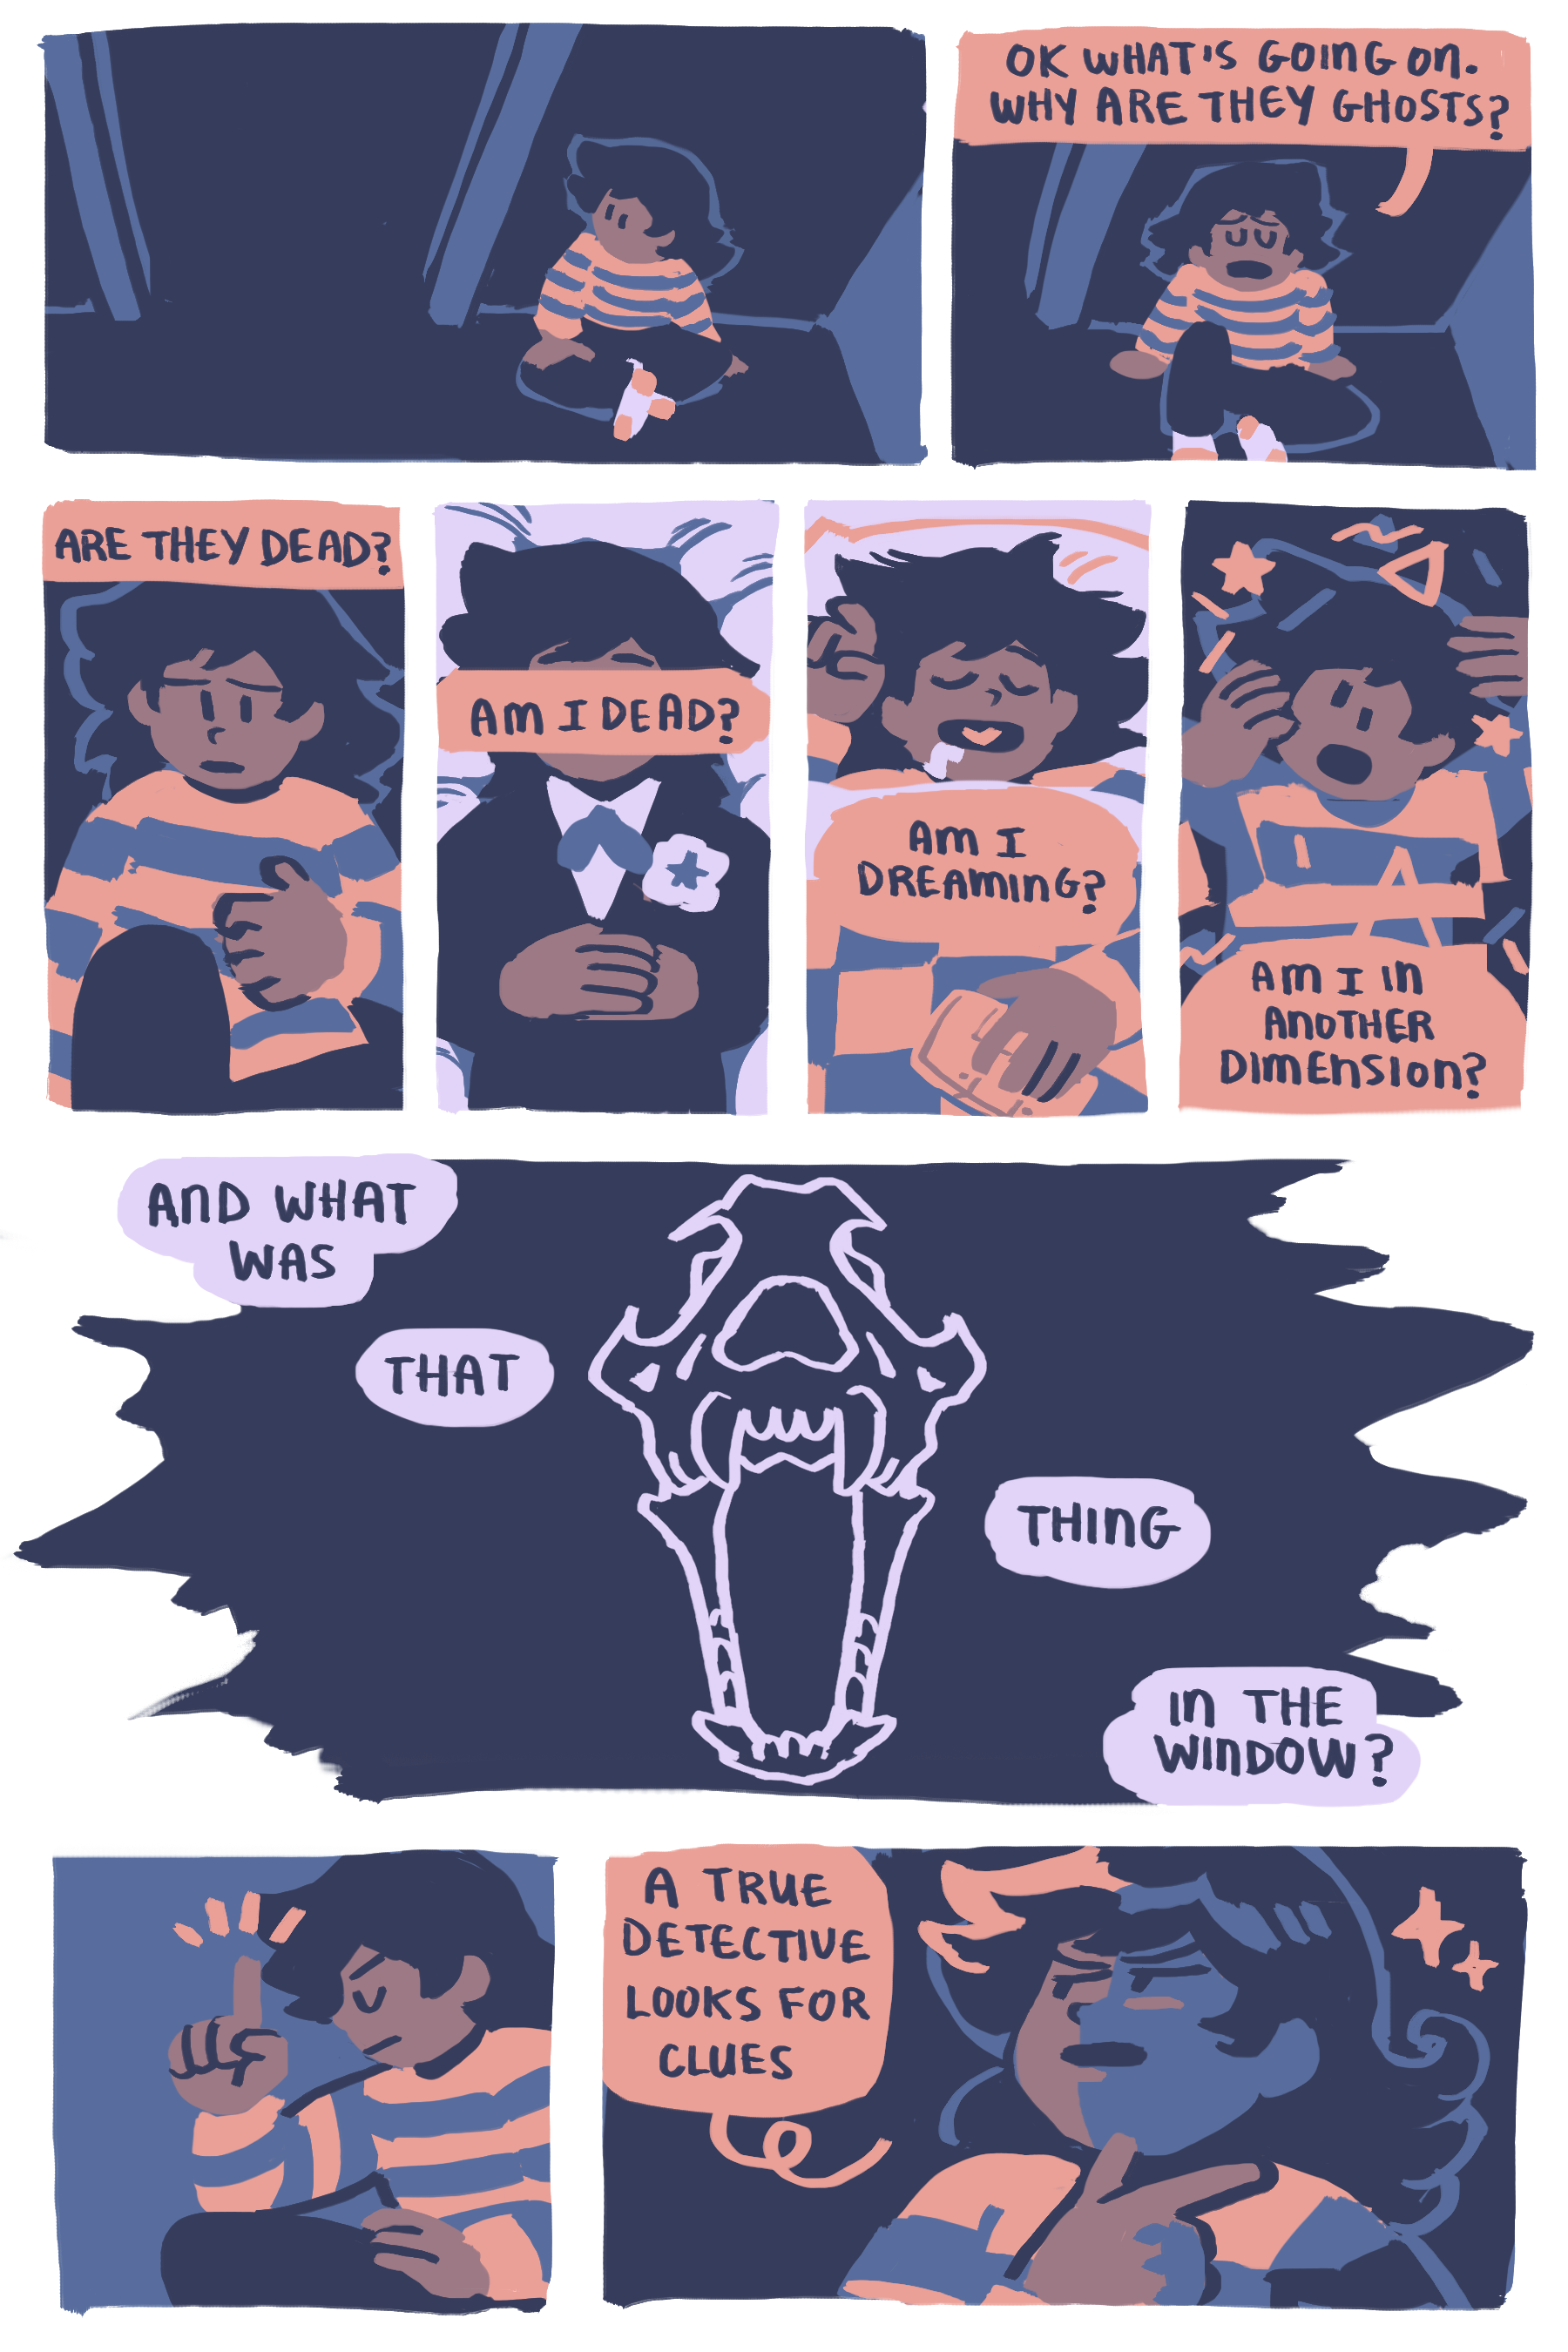 OK WHAT'S GOING ON.
WHY ARE THEY GHOSTS?
ARE THEY DEAD?
AM I DEAD?
AM I
DREAMING?
AM I IN
ANOTHER
DIMENSION?
AND WHAT
WAS
THAT
THING
IN THE
WINDOW?
A TRUE
DETECTIVE
LOOKS FOR
CLUES